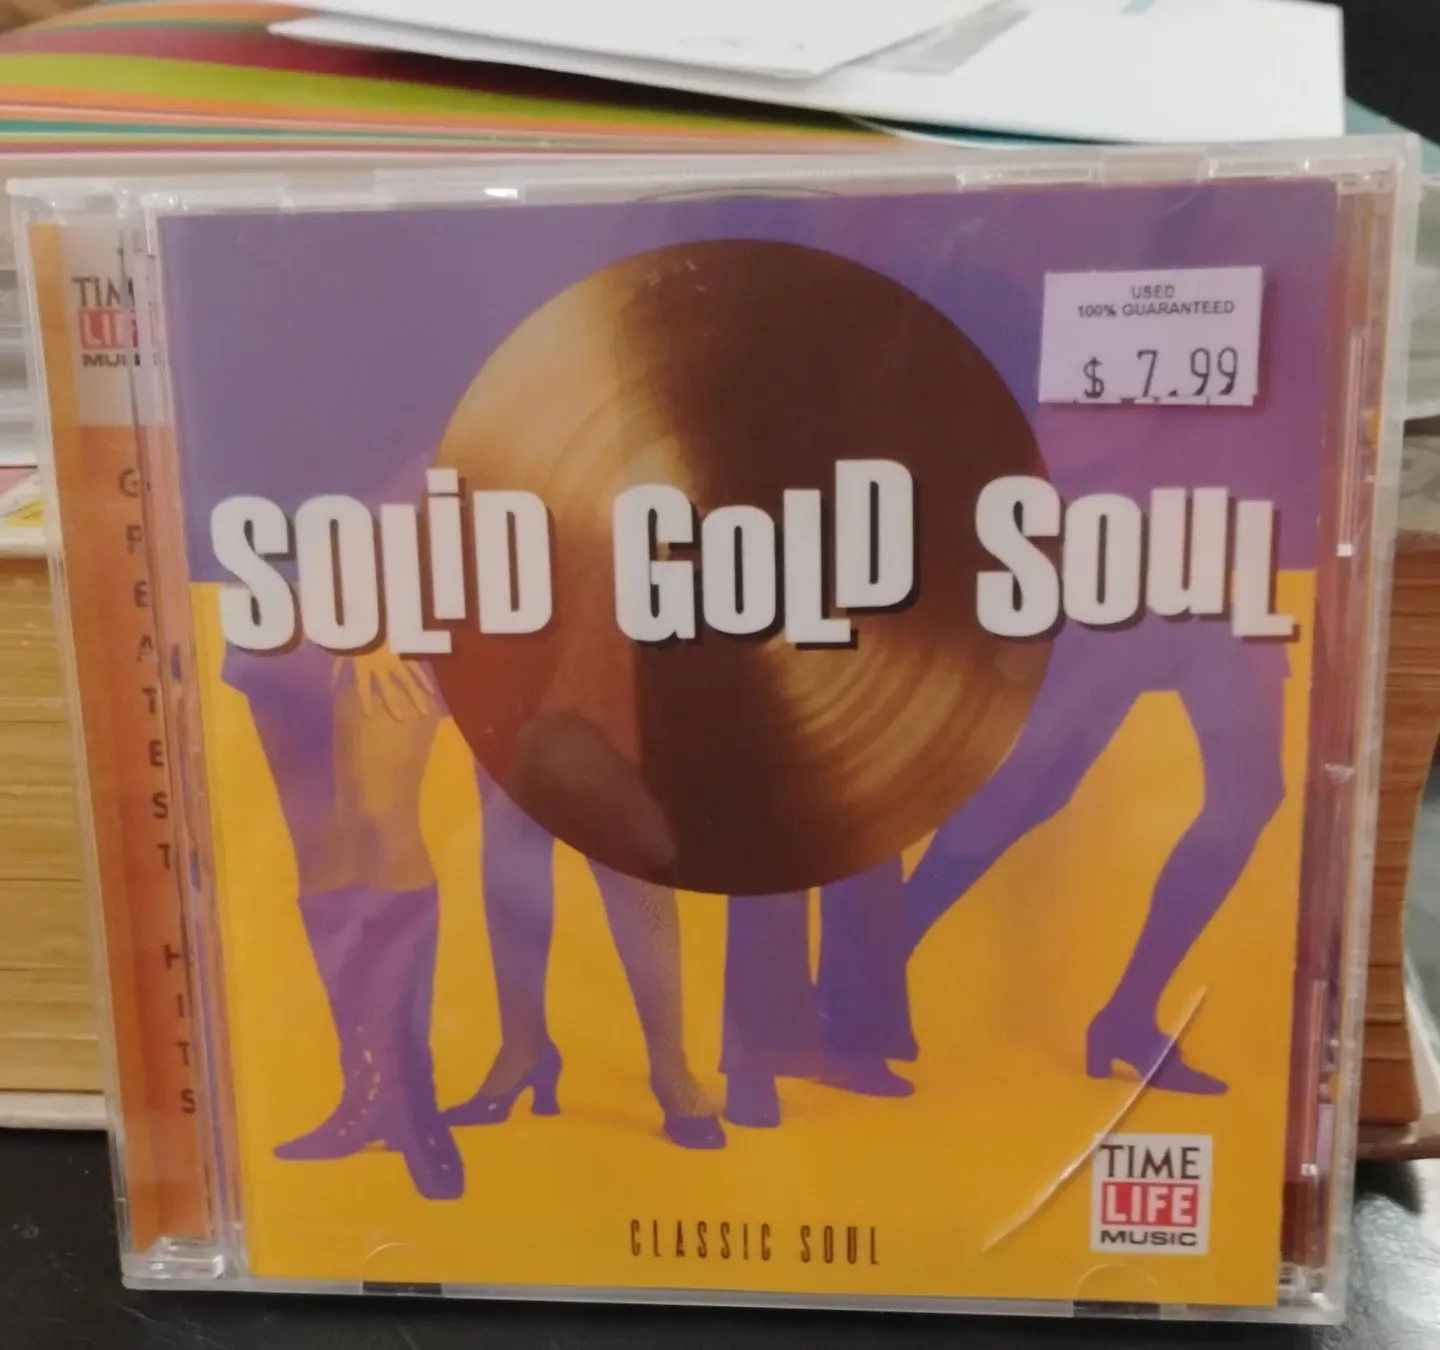 USED
100% GUARANTEED
$ 7.99
SOLiD GOLD SOUL
CLASSIC SOUL
TIME
LIFE
MUSIC
TIME
LIFE
MUSIC
GREATEST HITS